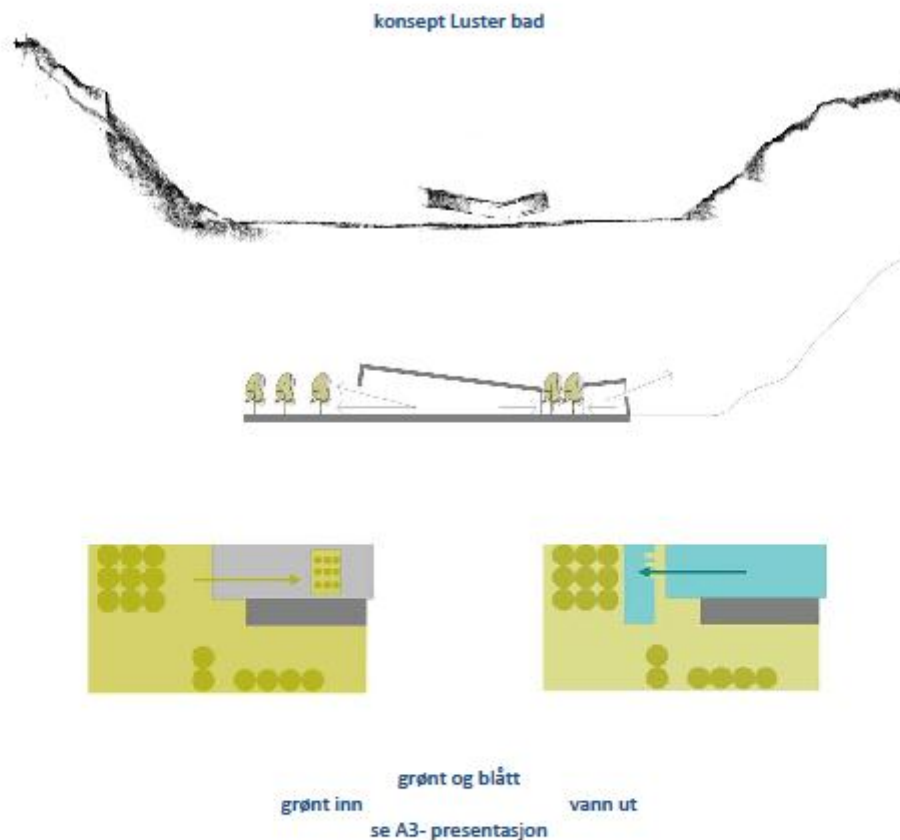 konsept Luster bad
grønt og blått
grønt inn vann ut
se A3- presentasjon